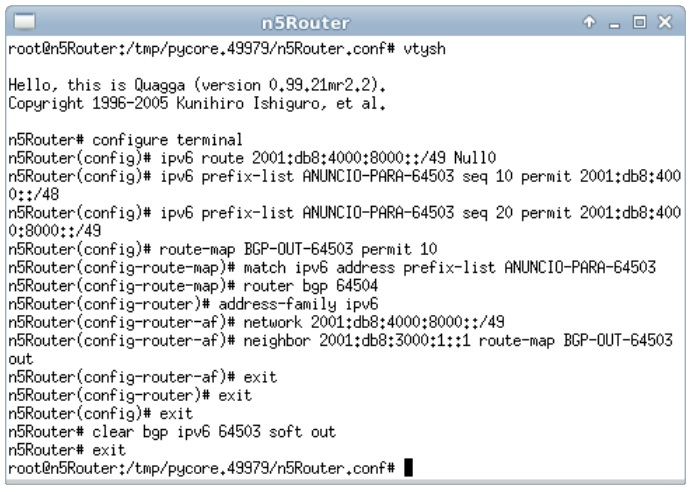 n5Router
root@n5Router:/tmp/pycore.49979/n5Router.conf# vtysh
Hello, this is Quagga (version 0.99.21mr2.2).
Copyright 1996-2005 Kunihiro Ishiguro, et al.
n5Router# configure terminal
n5Router(config)# ipv6 route 2001:db8:4000:8000::/49 Null0
n5Router(config)# ipv6 prefix-list ANUNCIO-PARA-64503 seq 10 permit 2001:db8:400
0::/48
n5Router(config)# ipv6 prefix-list ANUNCIO-PARA-64503 seq 20 permit 2001:db8:400
0:8000::/49
n5Router(config)# route-map BGP-OUT-64503 permit 10
n5Router(config-route-map)# match ipv6 address prefix-list ANUNCIO-PARA-64503
n5Router(config-route-map)# router bgp 64504
n5Router(config-router)# address-family ipv6
n5Router(config-router-af)# network 2001:db8:4000:8000::/49
n5Router(config-router-af)# neighbor 2001:db8:3000:1::1 route-map BGP-OUT-64503
out
n5Router(config-router-af)# exit
n5Router(config-router)# exit
n5Router(config)# exit
n5Router# clear bgp ipv6 64503 soft out
n5Router# exit
root@n5Router:/tmp/pycore.49979/n5Router.conf#